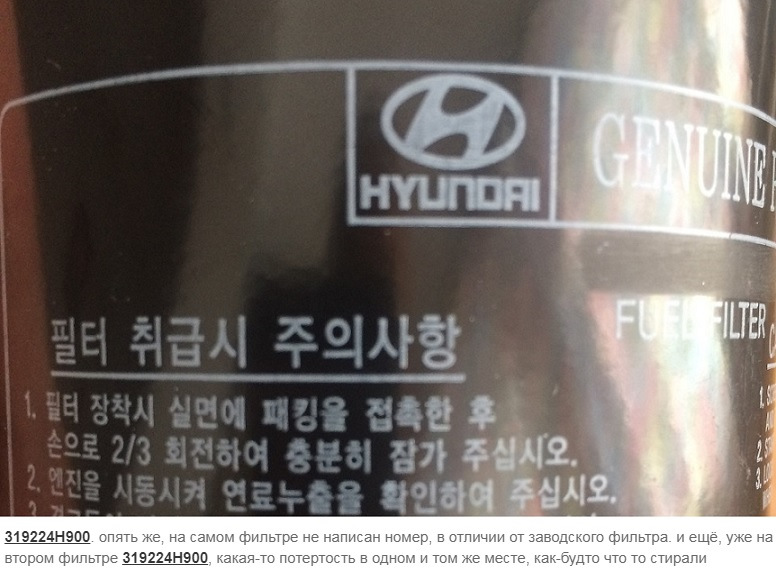 HYUNDAI
GENUINE
FUEL FILTER
필터 취급시 주의사항
1. 필터 장착시 실면에 패킹을 접촉한 후
손으로 2/3 회전하여 충분히 잠가 주십시오.
2. 엔진을 시동시켜 연료누출을 확인하여 주십시오.
3.
1.
2.
3.
319224H900. опять же, на самом фильтре не написан номер, в отличии от заводского фильтра. и ещё, уже на
втором фильтре 319224H900, какая-то потертость в одном и том же месте, как-будто что то стирали